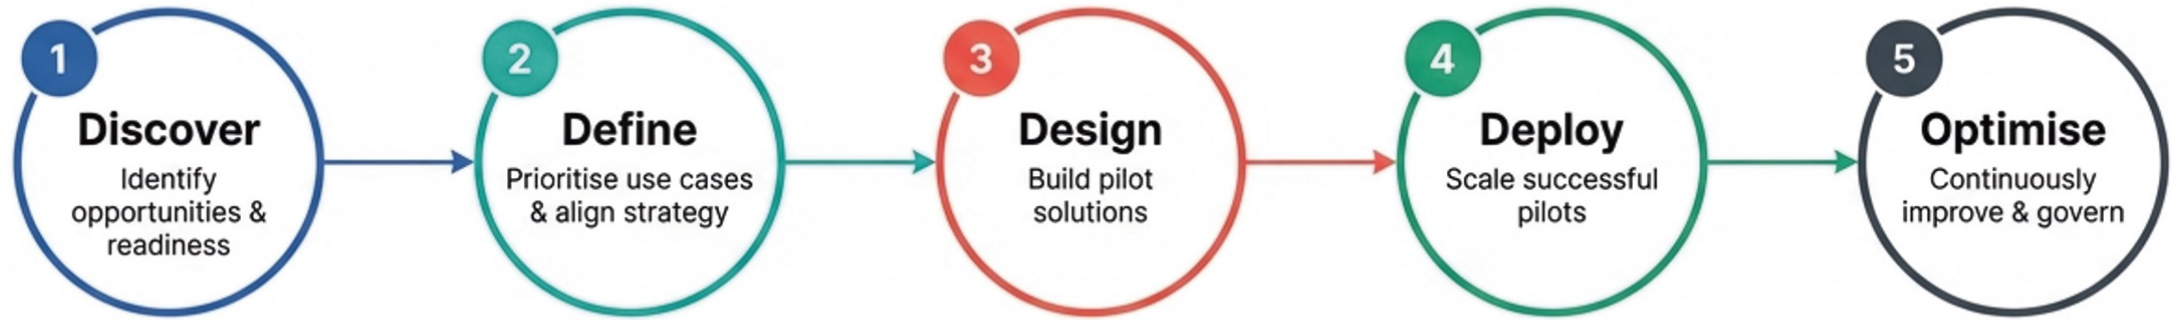 1
Discover
Identify
opportunities &
readiness
2
Define
Prioritise use cases
& align strategy
3
Design
Build pilot
solutions
4
Deploy
Scale successful
pilots
5
Optimise
Continuously
improve & govern